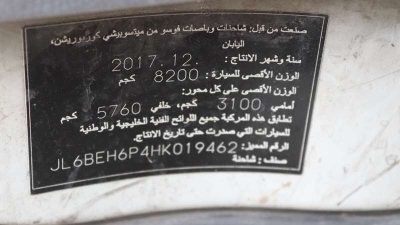 صنعت من قبل: شاحنات وباصات فوسو من ميتسوبيشي كوربوريشن،
اليابان
سنة وشهر الانتاج: 2017.12.
الوزن الأقصى للسيارة: 8200 كجم
الوزن الأقصى على كل محور:
أمامي 3100 كجم، خلفي 5760 كجم
تطابق هذه المركبة جميع اللوائح الفنية الخليجية والوطنية
للسيارات التي صدرت حتى تاريخ الانتاج.
الرقم المميز: JL6BEH6P4HK019462
صنف: شاحنة